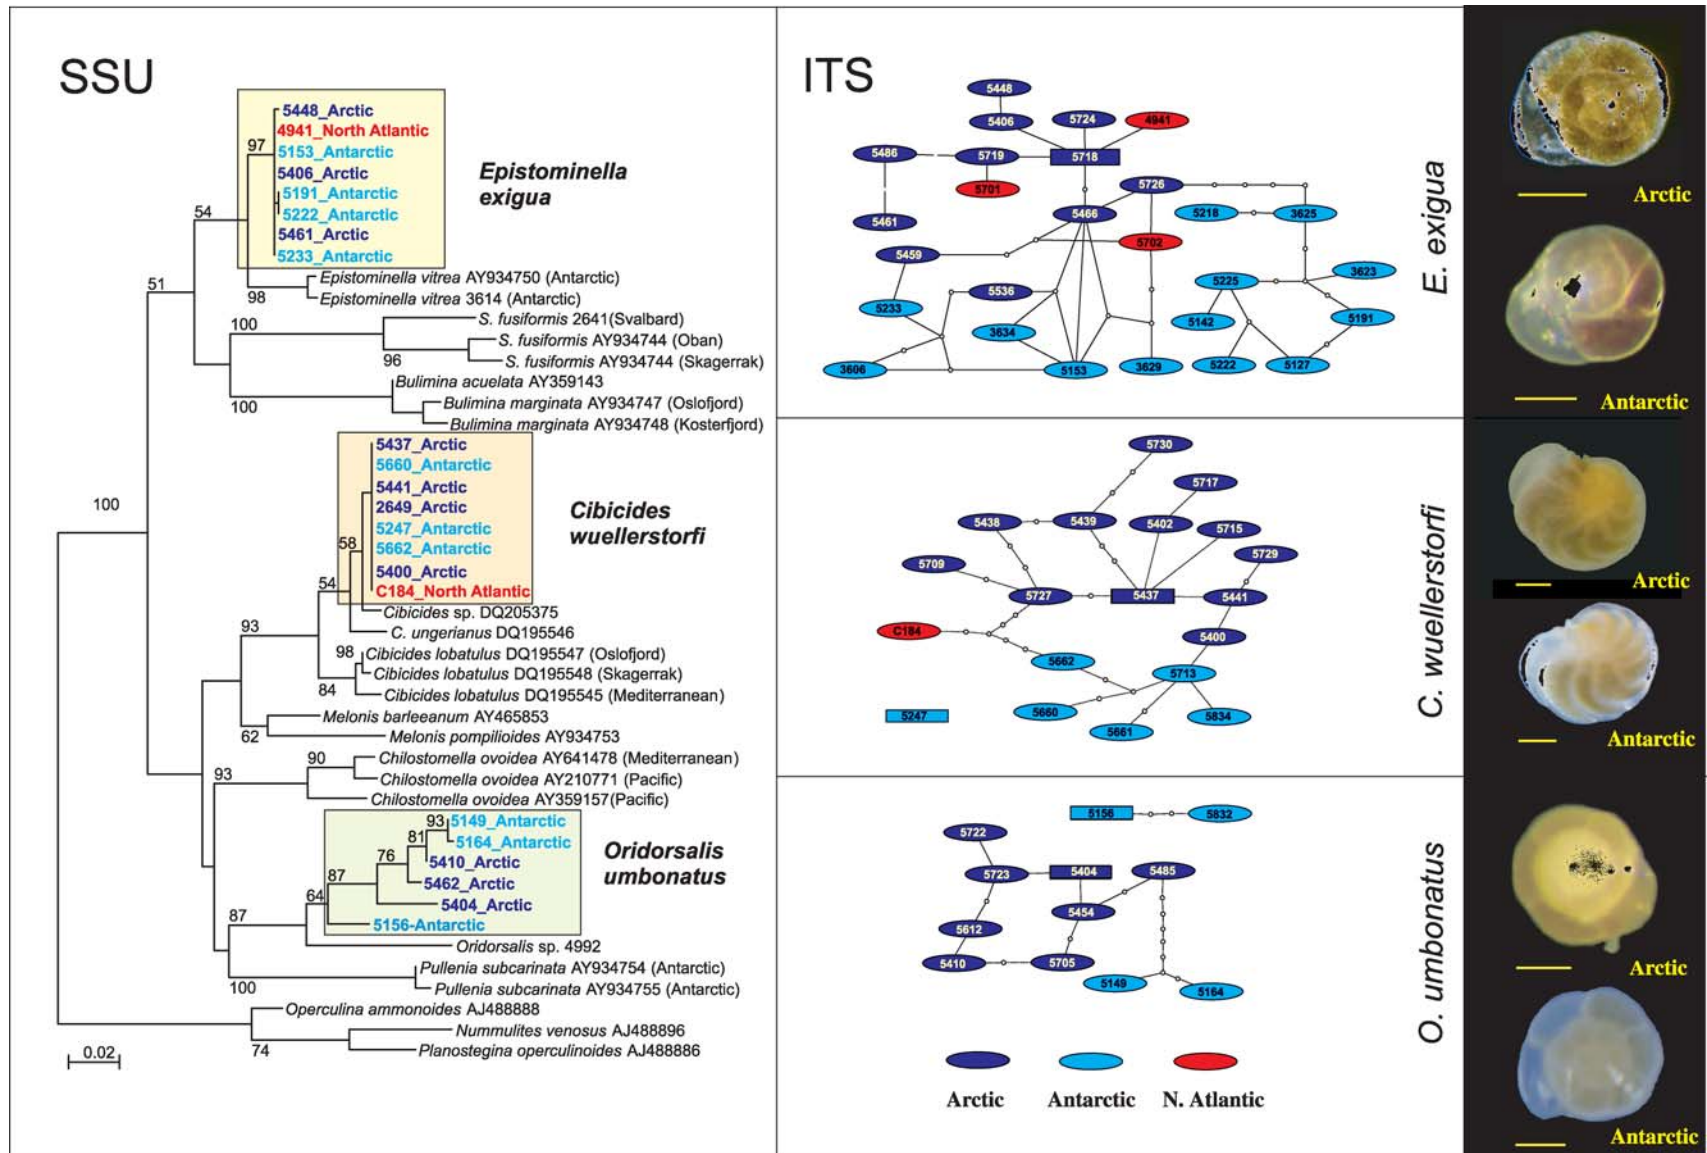 SSU
5448_Arctic
4941_North Atlantic
5153_Antarctic
5406_Arctic
5191_Antarctic
5222_Antarctic
5461_Arctic
5233_Antarctic
97
54
Epistominella
exigua
Epistominella vitrea AY934750 (Antarctic)
Epistominella vitrea 3614 (Antarctic)
98
51
100
S. fusiformis 2641(Svalbard)
S. fusiformis AY934744 (Oban)
S. fusiformis AY934744 (Skagerrak)
96
Bulimina acuelata AY359143
Bulimina marginata AY934747 (Oslofjord)
Bulimina marginata AY934748 (Kosterfjord)
100
5437_Arctic
5660_Antarctic
5441_Arctic
2649_Arctic
5247_Antarctic
5662_Antarctic
5400_Arctic
C184_North Atlantic
58
54
Cibicides
wuellerstorfi
100
Cibicides sp. DQ205375
C. ungerianus DQ195546
93
98
Cibicides lobatulus DQ195547 (Oslofjord)
Cibicides lobatulus DQ195548 (Skagerrak)
84
Cibicides lobatulus DQ195545 (Mediterranean)
Melonis barleeanum AY465853
62
Melonis pompilioides AY934753
93
90
Chilostomella ovoidea AY641478 (Mediterranean)
Chilostomella ovoidea AY210771 (Pacific)
Chilostomella ovoidea AY359157(Pacific)
93
5149_Antarctic
81
5164_Antarctic
76
5410_Arctic
87
5462_Arctic
64
5404_Arctic
5156-Antarctic
Oridorsalis
umbonatus
87
Oridorsalis sp. 4992
Pullenia subcarinata AY934754 (Antarctic)
100
Pullenia subcarinata AY934755 (Antarctic)
Operculina ammonoides AJ488888
Nummulites venosus AJ488896
74
Planostegina operculinoides AJ488886
0.02
ITS
5448
5406
5724
4941
5486
5719
5718
5701
5726
5461
5466
5218
3625
5702
5459
3623
5225
5536
5233
5142
5191
3634
3606
5153
3629
5222
5127
E. exigua
5730
5717
5438
5439
5402
5715
5729
5709
5727
5437
5441
C184
5400
5662
5713
5247
5660
5661
5834
C. wuellerstorfi
5156
5832
5722
5723
5404
5485
5454
5612
5410
5705
5149
5164
O. umbonatus
Arctic
Antarctic
N. Atlantic
Arctic
Antarctic
Arctic
Antarctic
Arctic
Antarctic